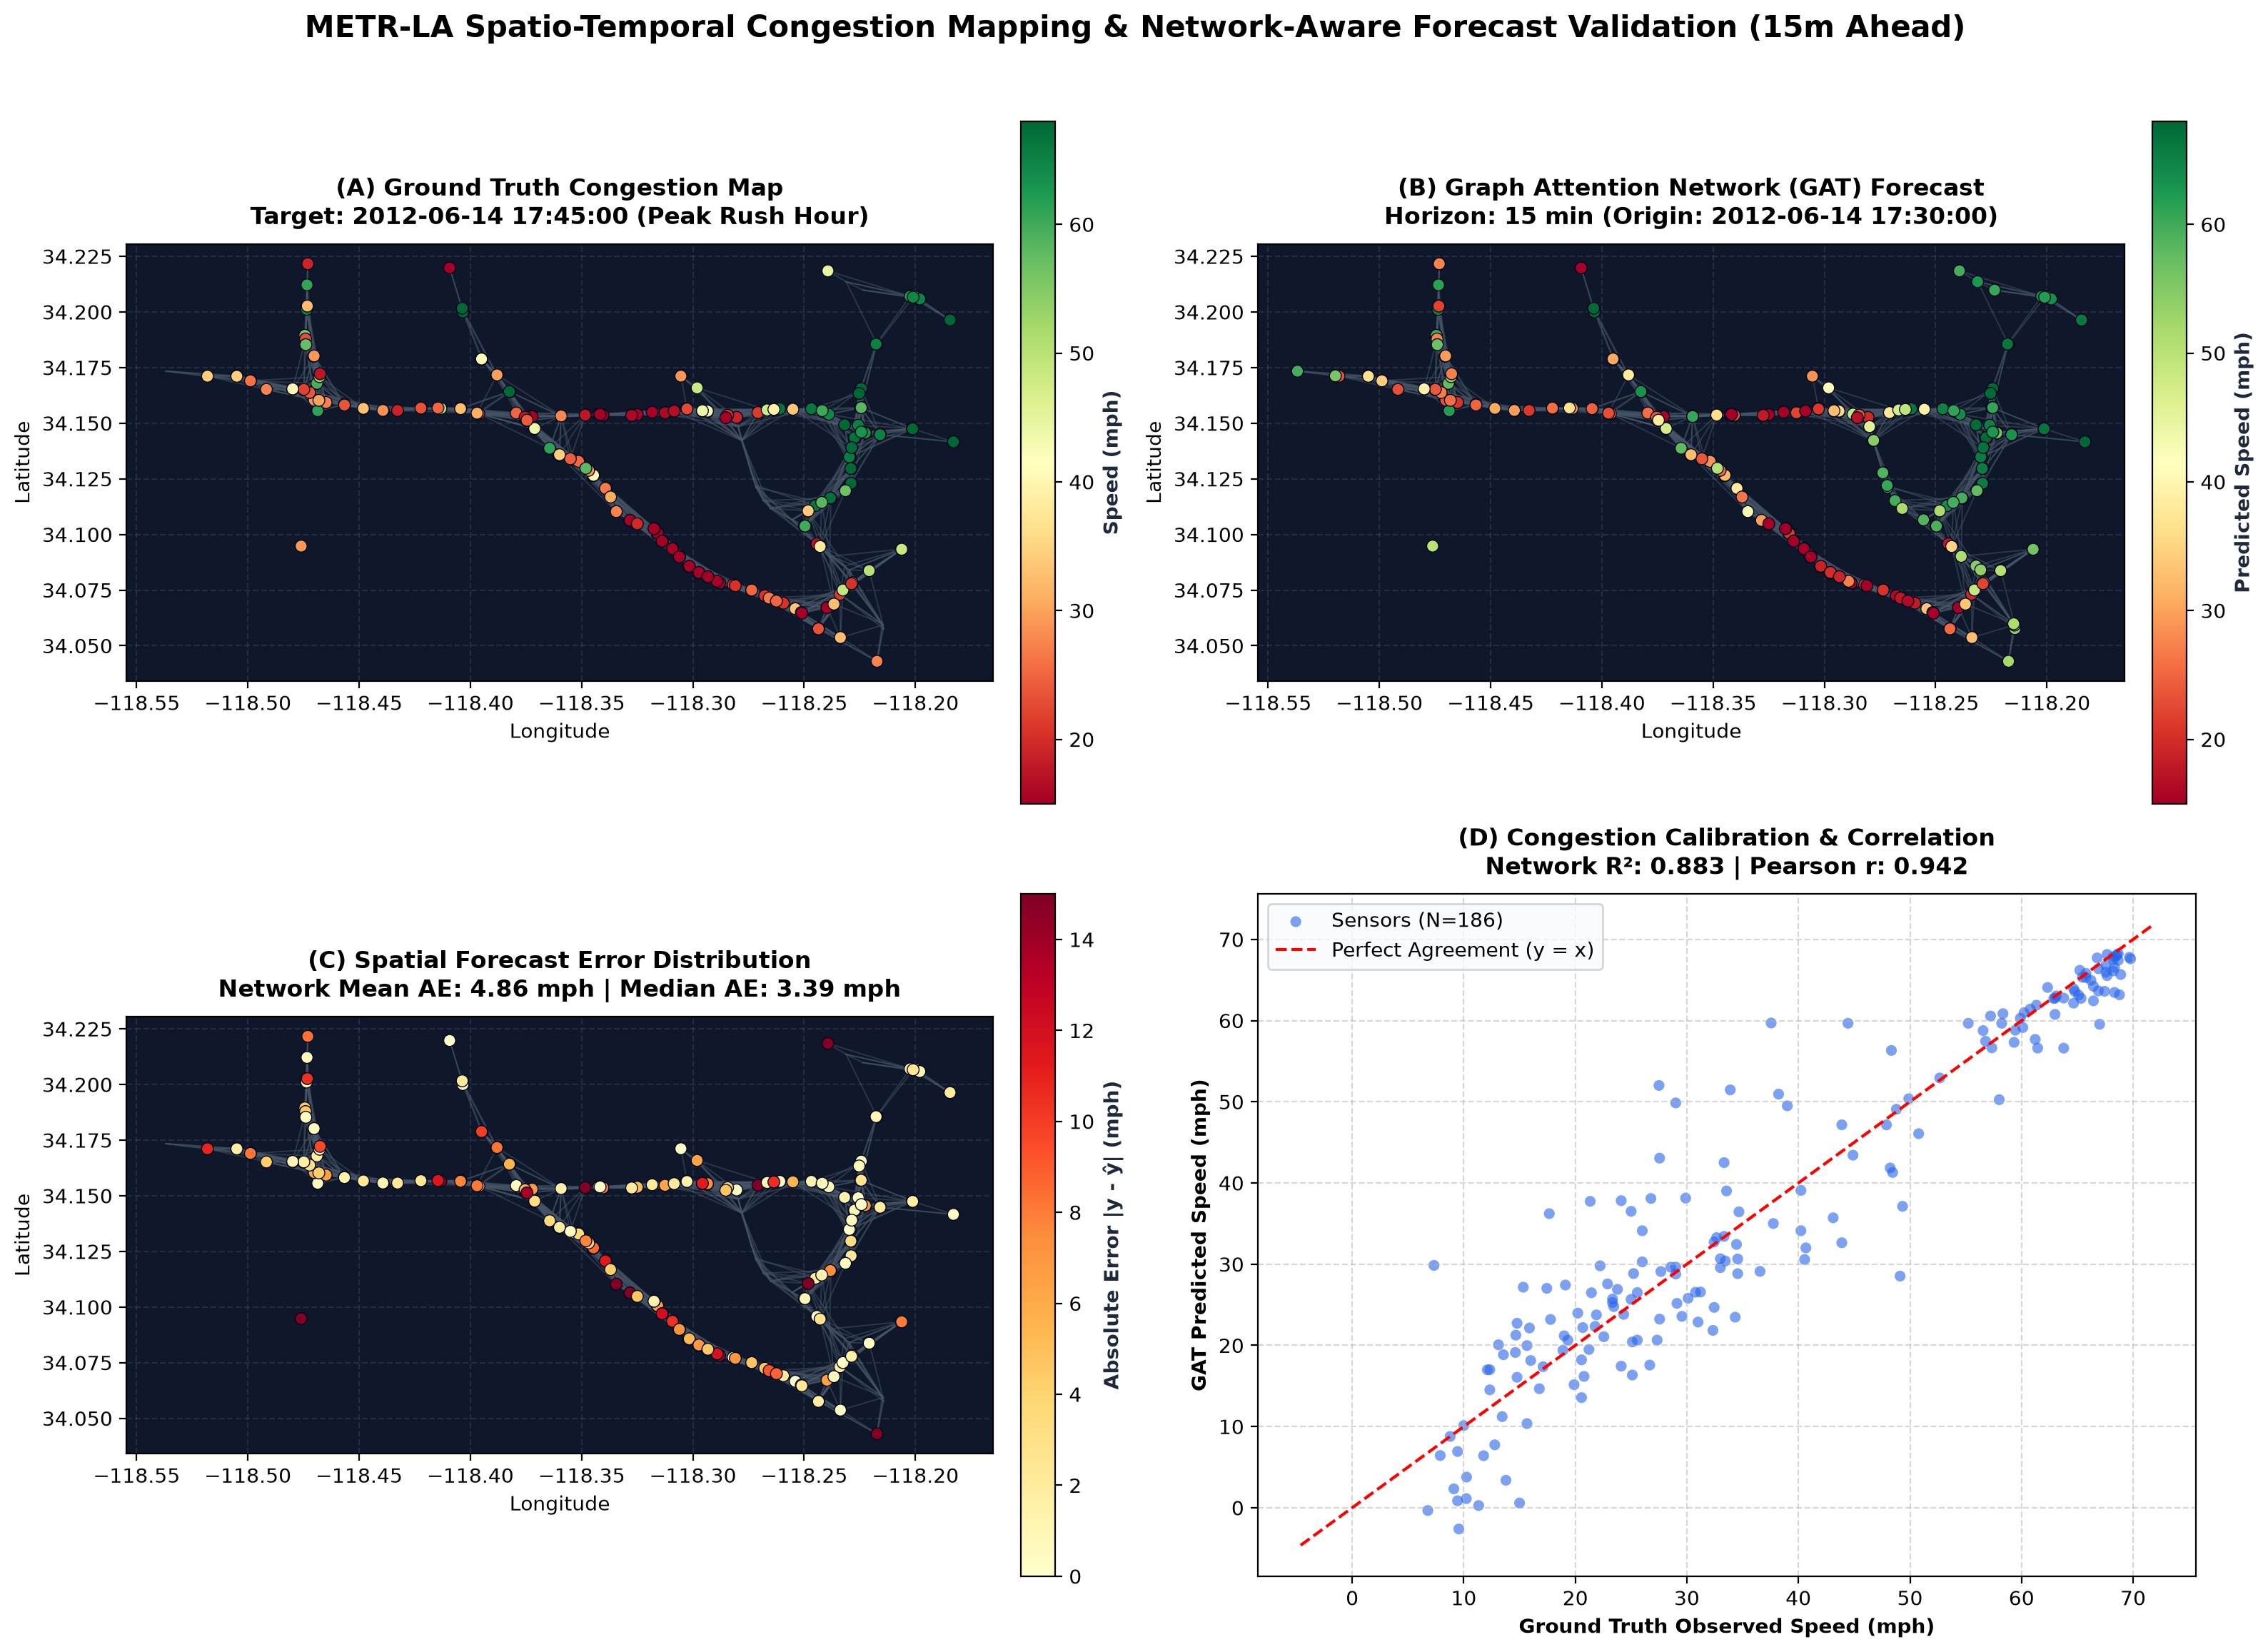 METR-LA Spatio-Temporal Congestion Mapping & Network-Aware Forecast Validation (15m Ahead)
(A) Ground Truth Congestion Map
Target: 2012-06-14 17:45:00 (Peak Rush Hour)
34.225
34.200
34.175
34.150
34.125
34.100
34.075
34.050
Latitude
−118.55 −118.50 −118.45 −118.40 −118.35 −118.30 −118.25 −118.20
Longitude
60
50
40
30
20
Speed (mph)
(B) Graph Attention Network (GAT) Forecast
Horizon: 15 min (Origin: 2012-06-14 17:30:00)
34.225
34.200
34.175
34.150
34.125
34.100
34.075
34.050
Latitude
−118.55 −118.50 −118.45 −118.40 −118.35 −118.30 −118.25 −118.20
Longitude
60
50
40
30
20
Predicted Speed (mph)
(C) Spatial Forecast Error Distribution
Network Mean AE: 4.86 mph | Median AE: 3.39 mph
34.225
34.200
34.175
34.150
34.125
34.100
34.075
34.050
Latitude
−118.55 −118.50 −118.45 −118.40 −118.35 −118.30 −118.25 −118.20
Longitude
14
12
10
8
6
4
2
0
Absolute Error |y - ŷ| (mph)
(D) Congestion Calibration & Correlation
Network R²: 0.883 | Pearson r: 0.942
Sensors (N=186)
Perfect Agreement (y = x)
70
60
50
40
30
20
10
0
GAT Predicted Speed (mph)
0 10 20 30 40 50 60 70
Ground Truth Observed Speed (mph)